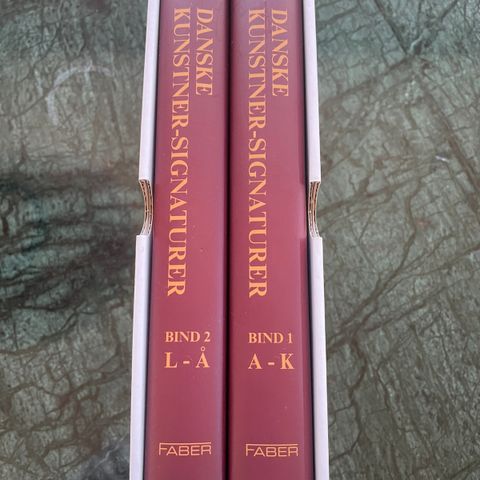 DANSKE
KUNSTNER-SIGNATURER
BIND 2
L - Å
FABER
DANSKE
KUNSTNER-SIGNATURER
BIND 1
A - K
FABER